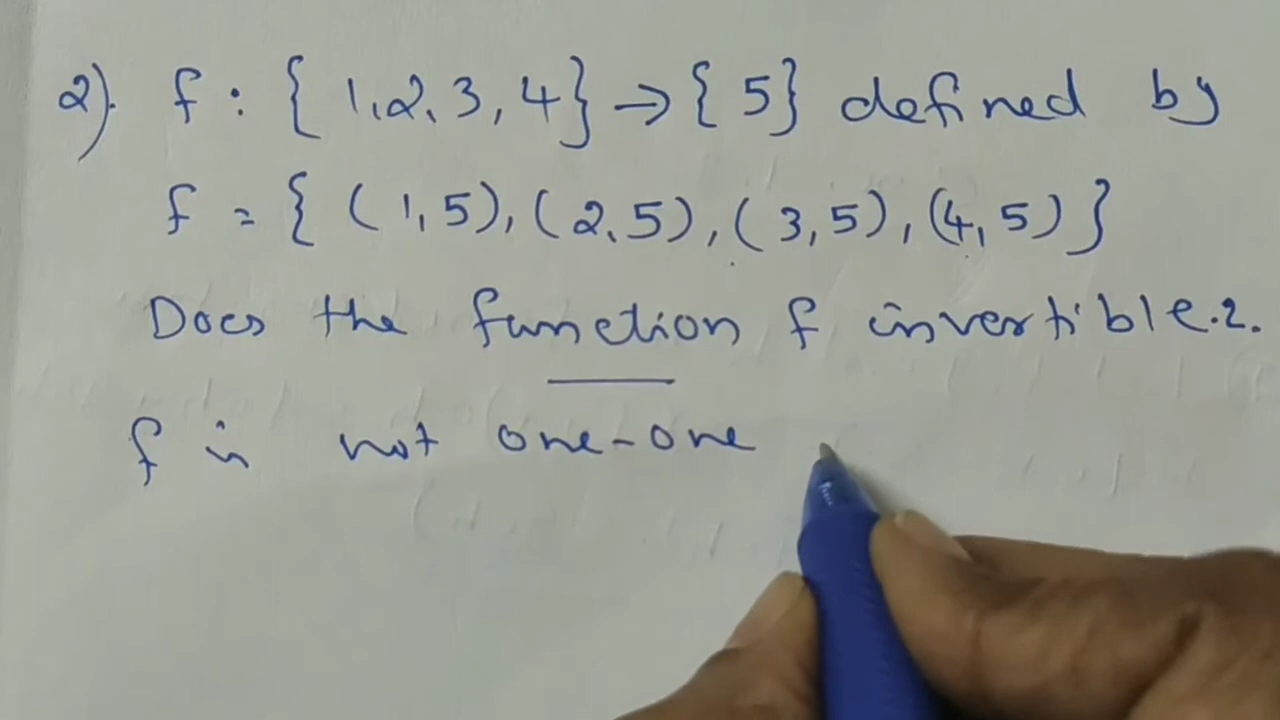 2). f : { 1,2,3,4} → { 5} defined by
f = { (1,5), (2,5), (3,5), (4,5) }
Does the function f invertible.?.
f is not one-one